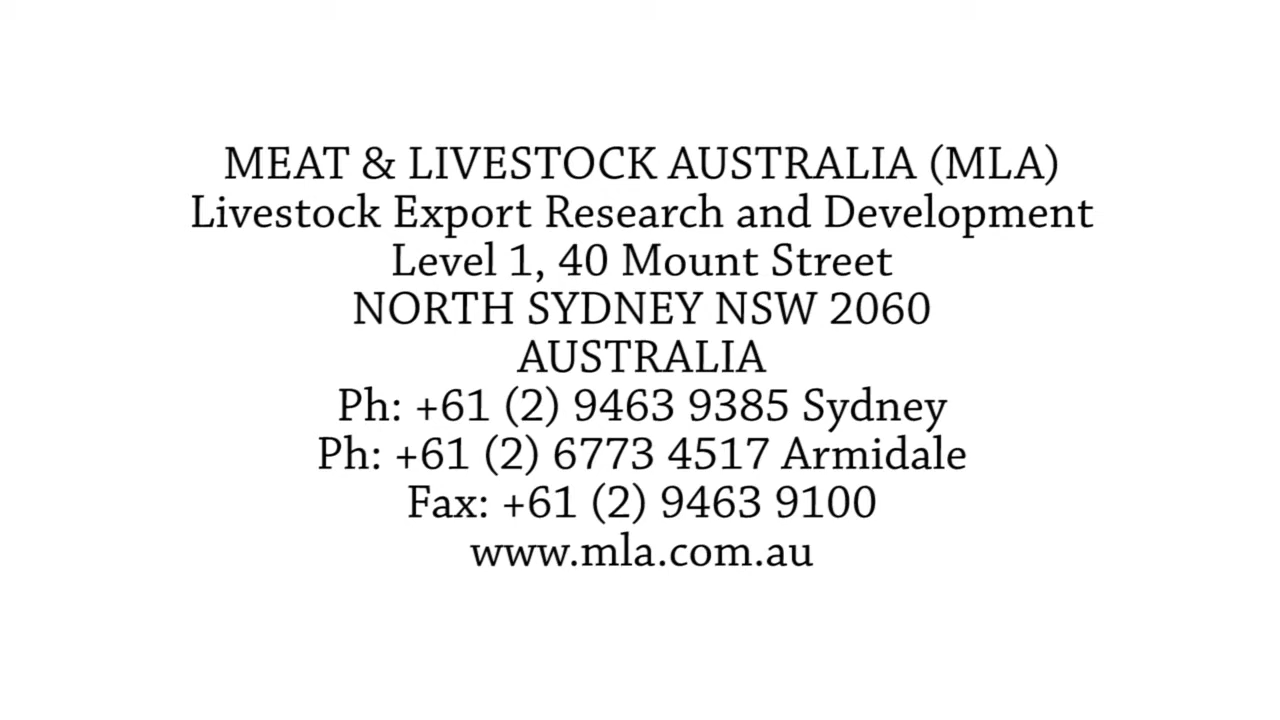 MEAT & LIVESTOCK AUSTRALIA (MLA)
Livestock Export Research and Development
Level 1, 40 Mount Street
NORTH SYDNEY NSW 2060
AUSTRALIA
Ph: +61 (2) 9463 9385 Sydney
Ph: +61 (2) 6773 4517 Armidale
Fax: +61 (2) 9463 9100
www.mla.com.au